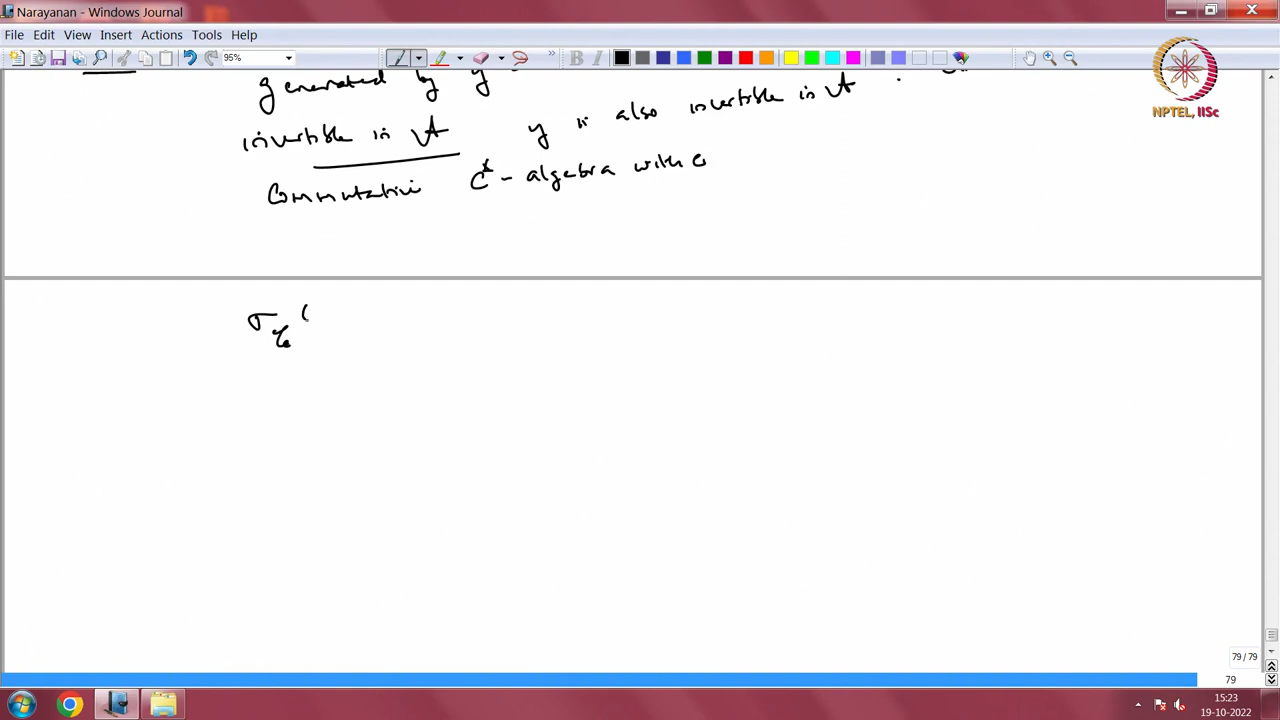 Narayanan - Windows Journal
File Edit View Insert Actions Tools Help
95%
B I
NPTEL, IISc
generated by y
invertible in A y is also invertible in A .
Commutative C* - algebra with e
σ (
79 / 79
79
15:23
19-10-2022